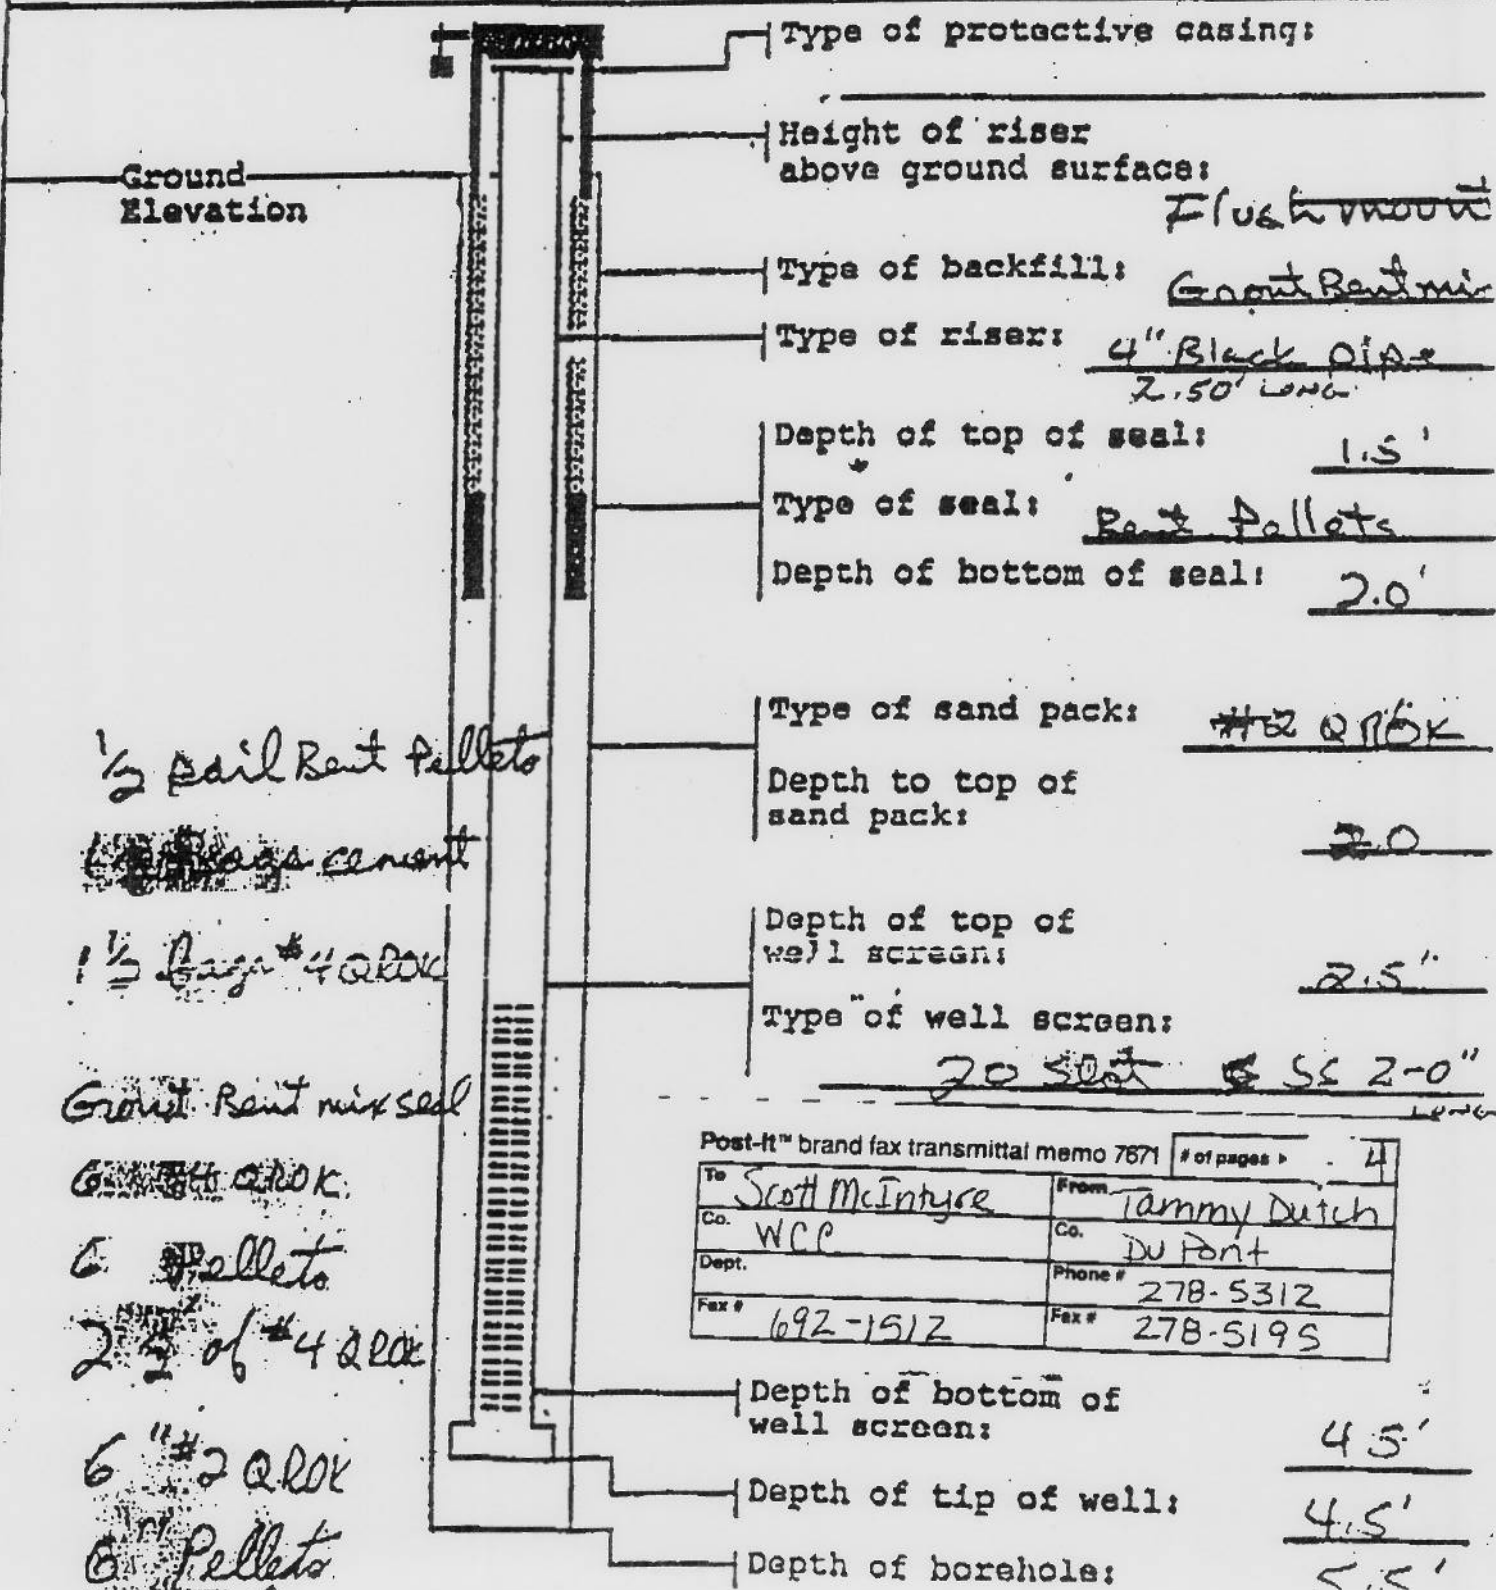 Type of protective casing:
Height of riser
above ground surface:
Flushmount
Ground
Elevation
Type of backfill:
Grout Bent mix
Type of riser: 4" Black pipe
2.50' LONG
Depth of top of seal: 1.5'
Type of seal: Bent Pellets
Depth of bottom of seal: 2.0'
Type of sand pack: #2 QROK
Depth to top of
sand pack: 2.0
1/2 pail Bent Pellets
cement
Depth of top of
well screen: 2.5'
#4 QROK
Type of well screen:
20 Slot SS 2-0"
LONG
Grout Bent mix seal
Post-it™ brand fax transmittal memo 7671 # of pages ▸ 4
To Scott McIntyre From Tammy Dutch
Co. WCC Co. Du Pont
Dept. Phone # 278-5312
Fax # 692-1512 Fax # 278-5195
#4 QROK
6 Pellets
of #4 QROK
Depth of bottom of
well screen: 4.5'
6" #2 QROK
Depth of tip of well: 4.5'
6" Pellets
Depth of borehole: 5.5'